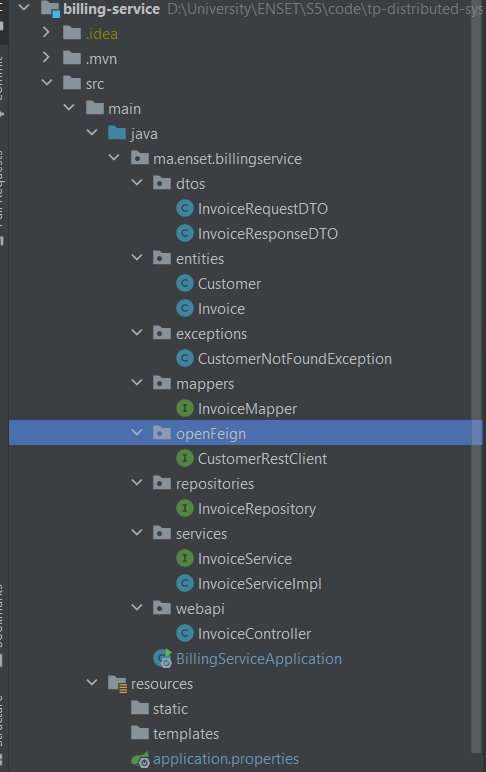 billing-service D:\University\ENSET\S5\code\tp-distributed-sys
.idea
.mvn
src
main
java
ma.enset.billingservice
dtos
C InvoiceRequestDTO
C InvoiceResponseDTO
entities
C Customer
C Invoice
exceptions
C CustomerNotFoundException
mappers
I InvoiceMapper
openFeign
I CustomerRestClient
repositories
I InvoiceRepository
services
I InvoiceService
C InvoiceServiceImpl
webapi
C InvoiceController
BillingServiceApplication
resources
static
templates
application.properties